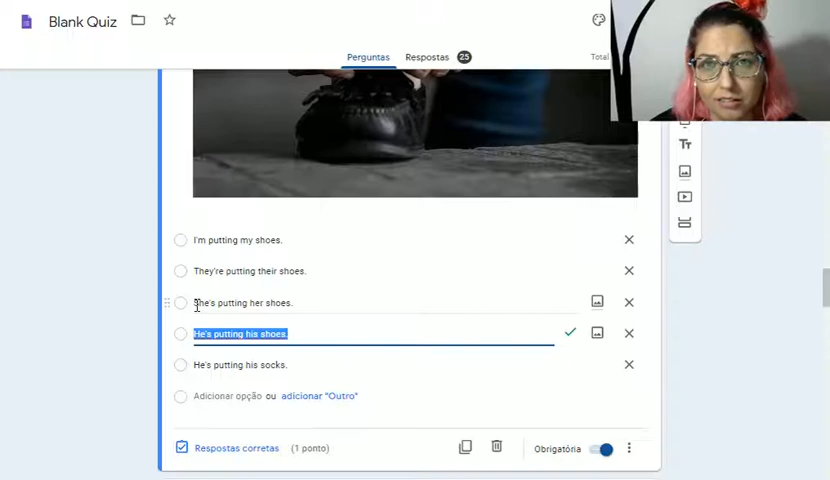 Blank Quiz
Perguntas
Respostas 25
Total
I'm putting my shoes.
They're putting their shoes.
She's putting her shoes.
He's putting his shoes.
He's putting his socks.
Adicionar opção ou adicionar "Outro"
Respostas corretas (1 ponto)
Obrigatória